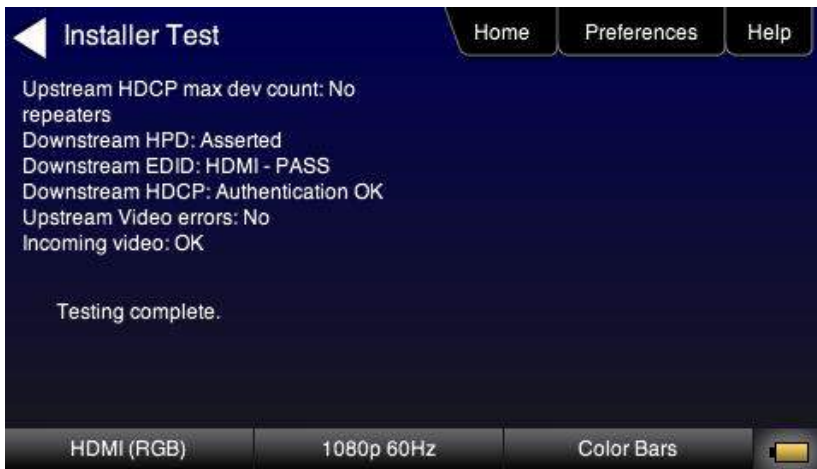 Installer Test
Home
Preferences
Help
Upstream HDCP max dev count: No
repeaters
Downstream HPD: Asserted
Downstream EDID: HDMI - PASS
Downstream HDCP: Authentication OK
Upstream Video errors: No
Incoming video: OK
Testing complete.
HDMI (RGB)
1080p 60Hz
Color Bars